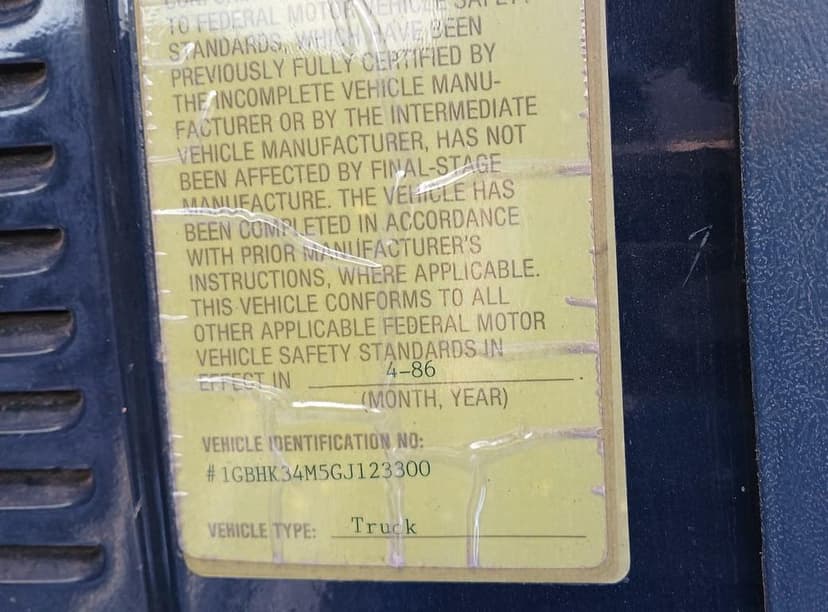 TO FEDERAL MOTOR VEHICLE SAFETY
STANDARDS, WHICH HAVE BEEN
PREVIOUSLY FULLY CERTIFIED BY
THE INCOMPLETE VEHICLE MANU-
FACTURER OR BY THE INTERMEDIATE
VEHICLE MANUFACTURER, HAS NOT
BEEN AFFECTED BY FINAL-STAGE
MANUFACTURE. THE VEHICLE HAS
BEEN COMPLETED IN ACCORDANCE
WITH PRIOR MANUFACTURER'S
INSTRUCTIONS, WHERE APPLICABLE.
THIS VEHICLE CONFORMS TO ALL
OTHER APPLICABLE FEDERAL MOTOR
VEHICLE SAFETY STANDARDS IN
EFFECT IN 4-86.
(MONTH, YEAR)
VEHICLE IDENTIFICATION NO:
#1GBHK34M5GJ123300
VEHICLE TYPE: Truck